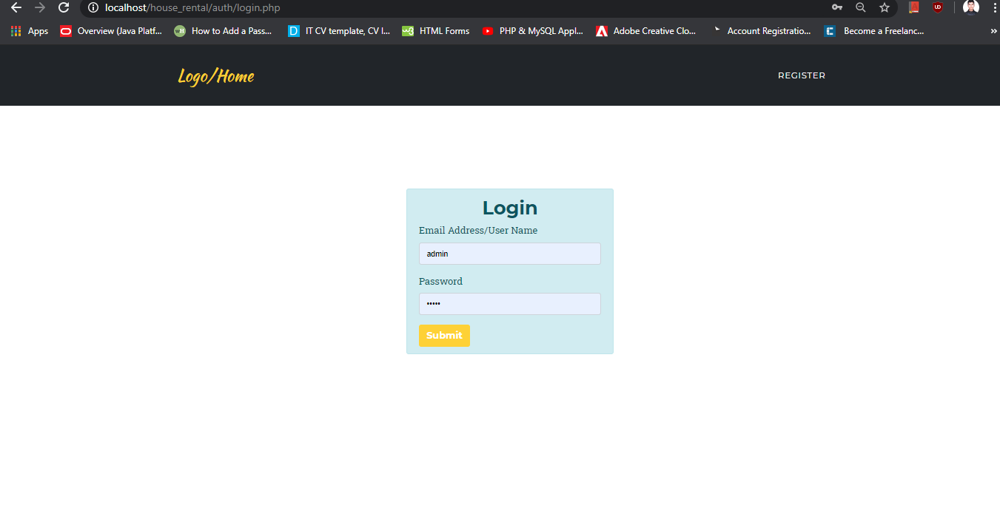 localhost/house_rental/auth/login.php
Apps Overview (Java Platf... How to Add a Pass... D IT CV template, CV I... HTML Forms PHP & MySQL Appl... Adobe Creative Clo... Account Registratio... Become a Freelanc... »
Logo/Home REGISTER
Login
Email Address/User Name
admin
Password
•••••
Submit